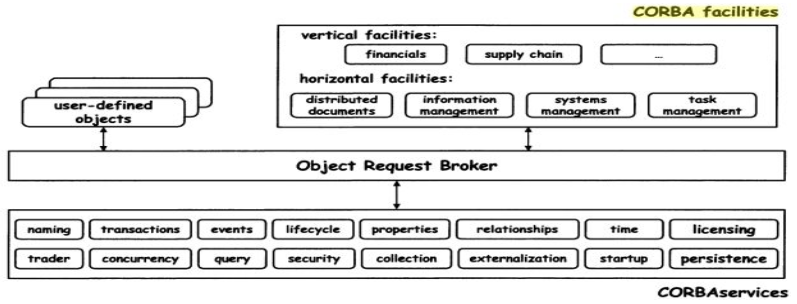 CORBA facilities
vertical facilities:
financials
supply chain
...
horizontal facilities:
distributed
documents
information
management
systems
management
task
management
user-defined
objects
Object Request Broker
naming
transactions
events
lifecycle
properties
relationships
time
licensing
trader
concurrency
query
security
collection
externalization
startup
persistence
CORBAservices